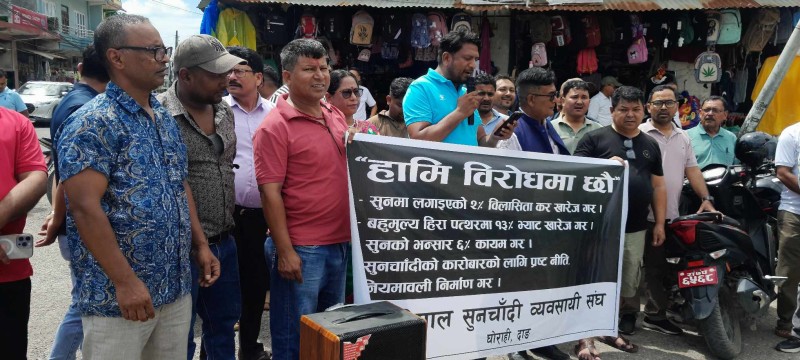 "हामि विरोधमा छौ"
- सुनमा लगाइएको २% विलासिता कर खारेज गर ।
- बहुमुल्य हिरा पत्थरमा १३% भ्याट खारेज गर ।
- सुनको भन्सार ६% कायम गर ।
- सुनचाँदीको कारोबारको लागि प्रष्ट नीति,
नियमावली निर्माण गर ।
पाल सुनचाँदी व्यवसायी संघ
घोराही, दाङ